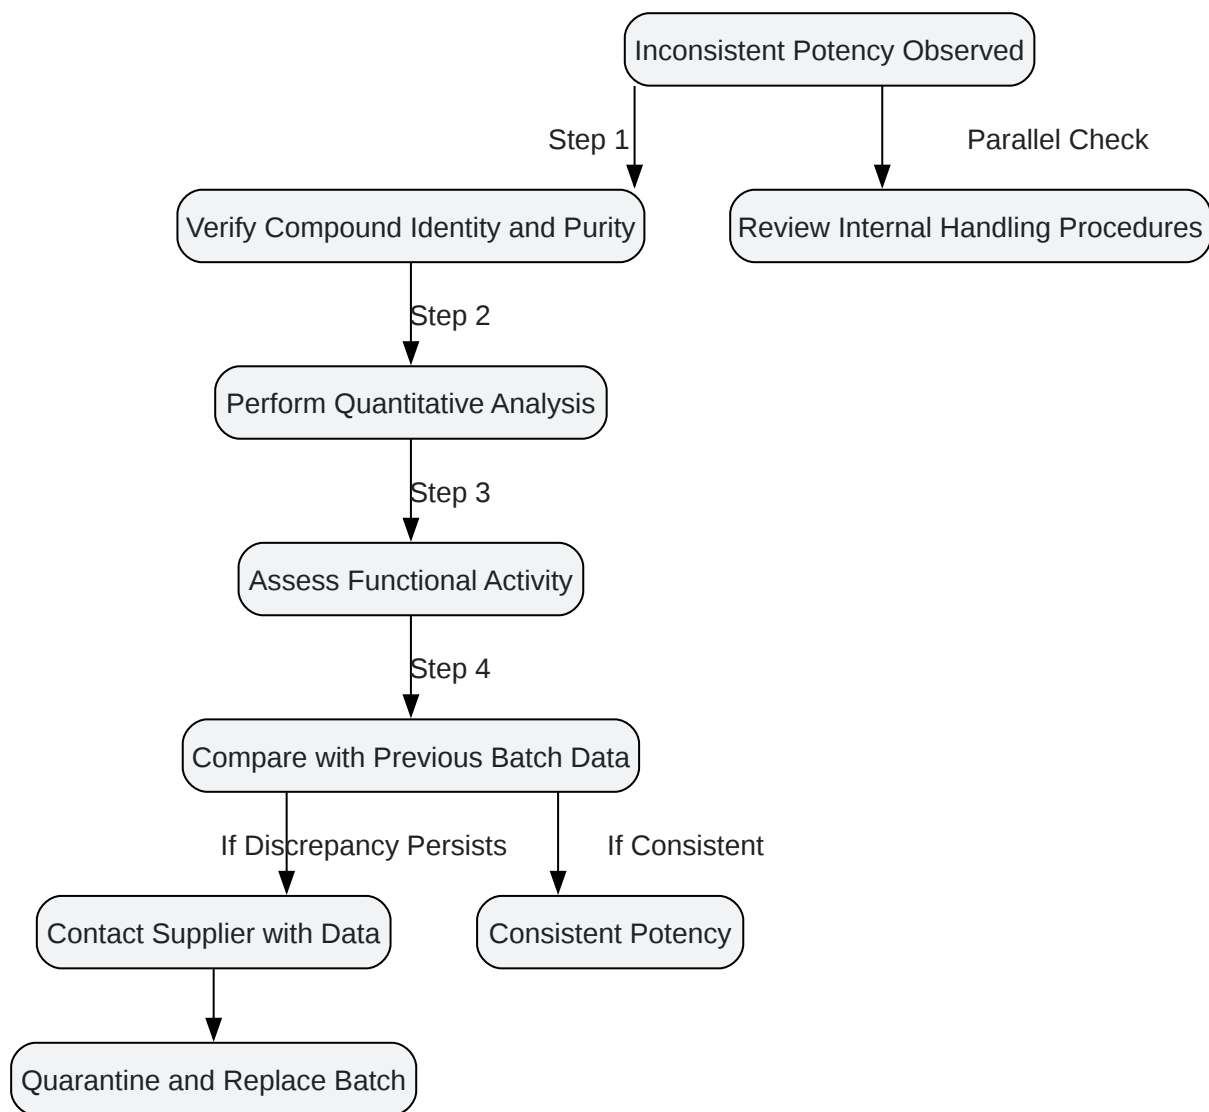 Inconsistent Potency Observed
Step 1
Parallel Check
Verify Compound Identity and Purity
Review Internal Handling Procedures
Step 2
Perform Quantitative Analysis
Step 3
Assess Functional Activity
Step 4
Compare with Previous Batch Data
If Discrepancy Persists
If Consistent
Contact Supplier with Data
Consistent Potency
Quarantine and Replace Batch